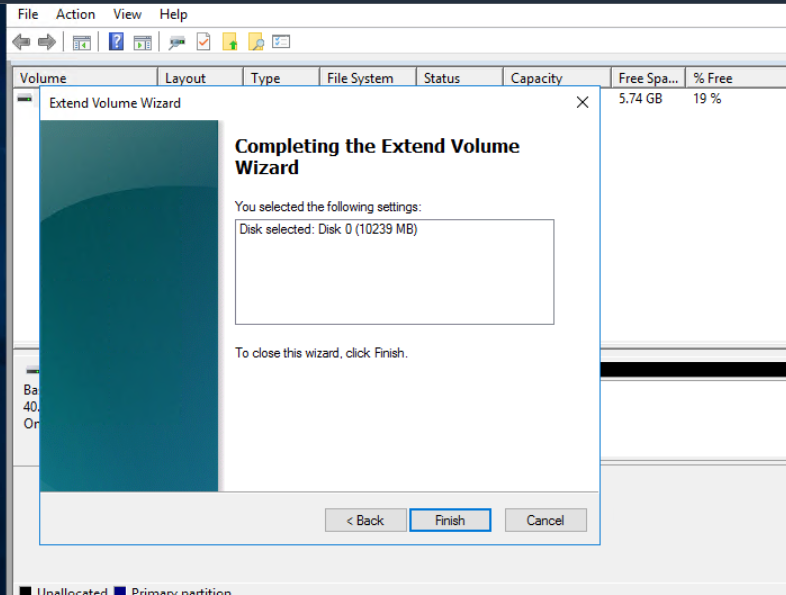 File Action View Help
Volume Layout Type File System Status Capacity Free Spa... % Free
5.74 GB 19 %
Extend Volume Wizard
Completing the Extend Volume
Wizard
You selected the following settings:
Disk selected: Disk 0 (10239 MB)
To close this wizard, click Finish.
Ba
40.
On
< Back Finish Cancel
Unallocated Primary partition